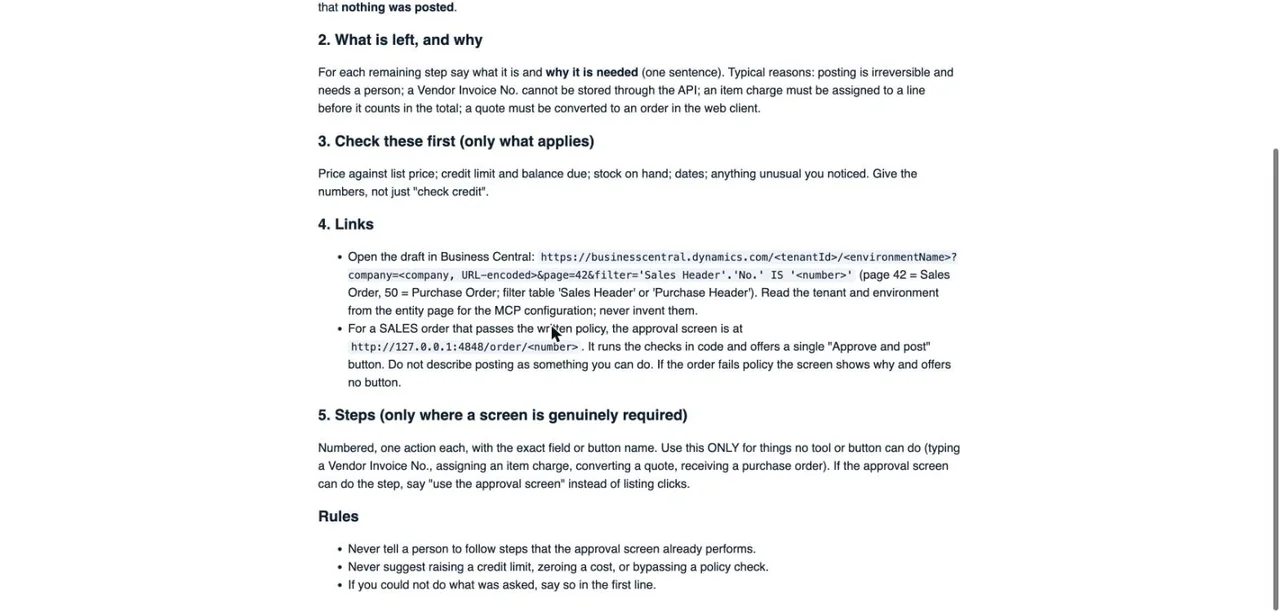 that nothing was posted.
2. What is left, and why
For each remaining step say what it is and why it is needed (one sentence). Typical reasons: posting is irreversible and
needs a person; a Vendor Invoice No. cannot be stored through the API; an item charge must be assigned to a line
before it counts in the total; a quote must be converted to an order in the web client.
3. Check these first (only what applies)
Price against list price; credit limit and balance due; stock on hand; dates; anything unusual you noticed. Give the
numbers, not just "check credit".
4. Links
• Open the draft in Business Central: https://businesscentral.dynamics.com/<tenantId>/<environmentName>?
company=<company, URL-encoded>&page=42&filter='Sales Header'.'No.' IS '<number>' (page 42 = Sales
Order, 50 = Purchase Order; filter table 'Sales Header' or 'Purchase Header'). Read the tenant and environment
from the entity page for the MCP configuration; never invent them.
• For a SALES order that passes the written policy, the approval screen is at
http://127.0.0.1:4848/order/<number> . It runs the checks in code and offers a single "Approve and post"
button. Do not describe posting as something you can do. If the order fails policy the screen shows why and offers
no button.
5. Steps (only where a screen is genuinely required)
Numbered, one action each, with the exact field or button name. Use this ONLY for things no tool or button can do (typing
a Vendor Invoice No., assigning an item charge, converting a quote, receiving a purchase order). If the approval screen
can do the step, say "use the approval screen" instead of listing clicks.
Rules
• Never tell a person to follow steps that the approval screen already performs.
• Never suggest raising a credit limit, zeroing a cost, or bypassing a policy check.
• If you could not do what was asked, say so in the first line.